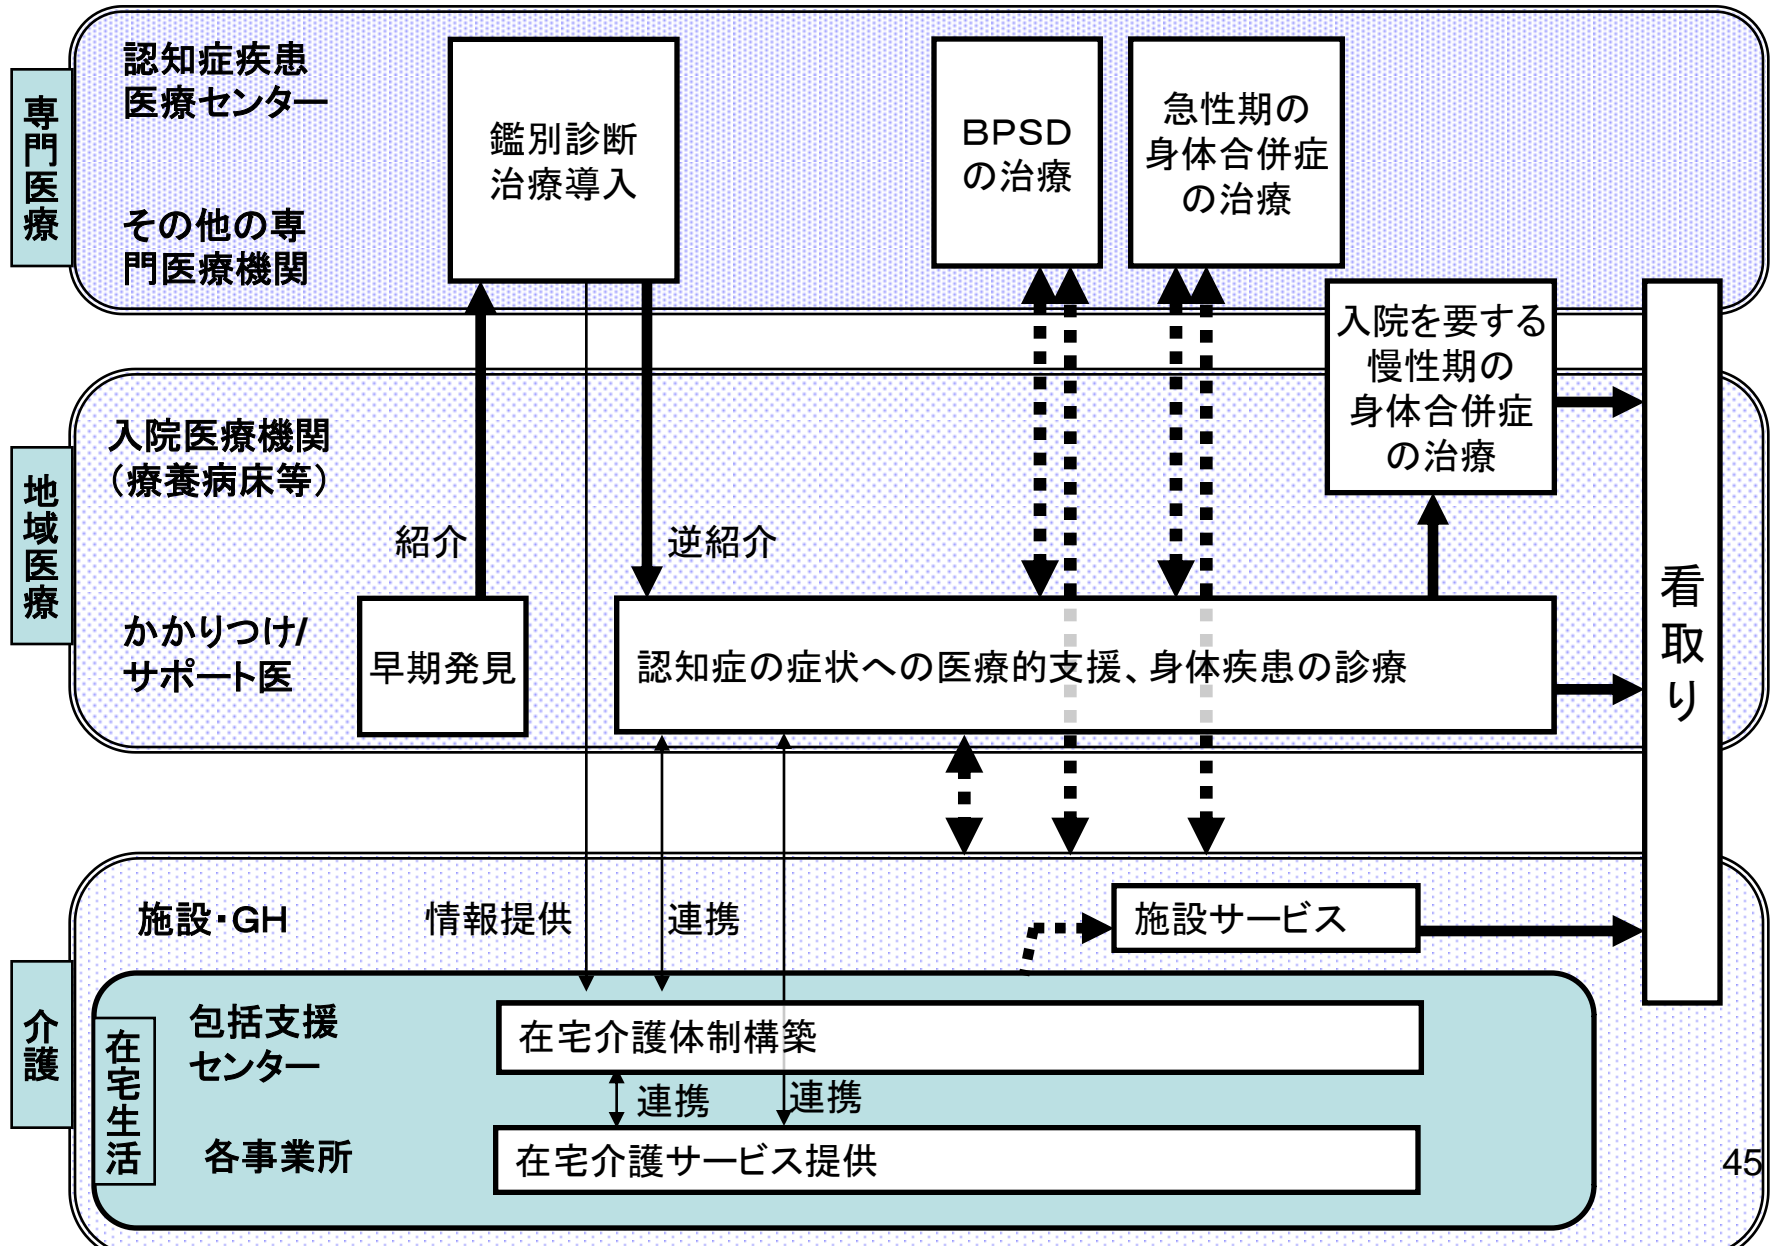 専門医療
認知症疾患
医療センター
その他の専
門医療機関
鑑別診断
治療導入
BPSD
の治療
急性期の
身体合併症
の治療
入院を要する
慢性期の
身体合併症
の治療
地域医療
入院医療機関
（療養病床等）
紹介
逆紹介
かかりつけ/
サポート医
早期発見
認知症の症状への医療的支援、身体疾患の診療
看取り
介護
施設・GH
情報提供
連携
施設サービス
在宅生活
包括支援
センター
在宅介護体制構築
連携
連携
各事業所
在宅介護サービス提供
45